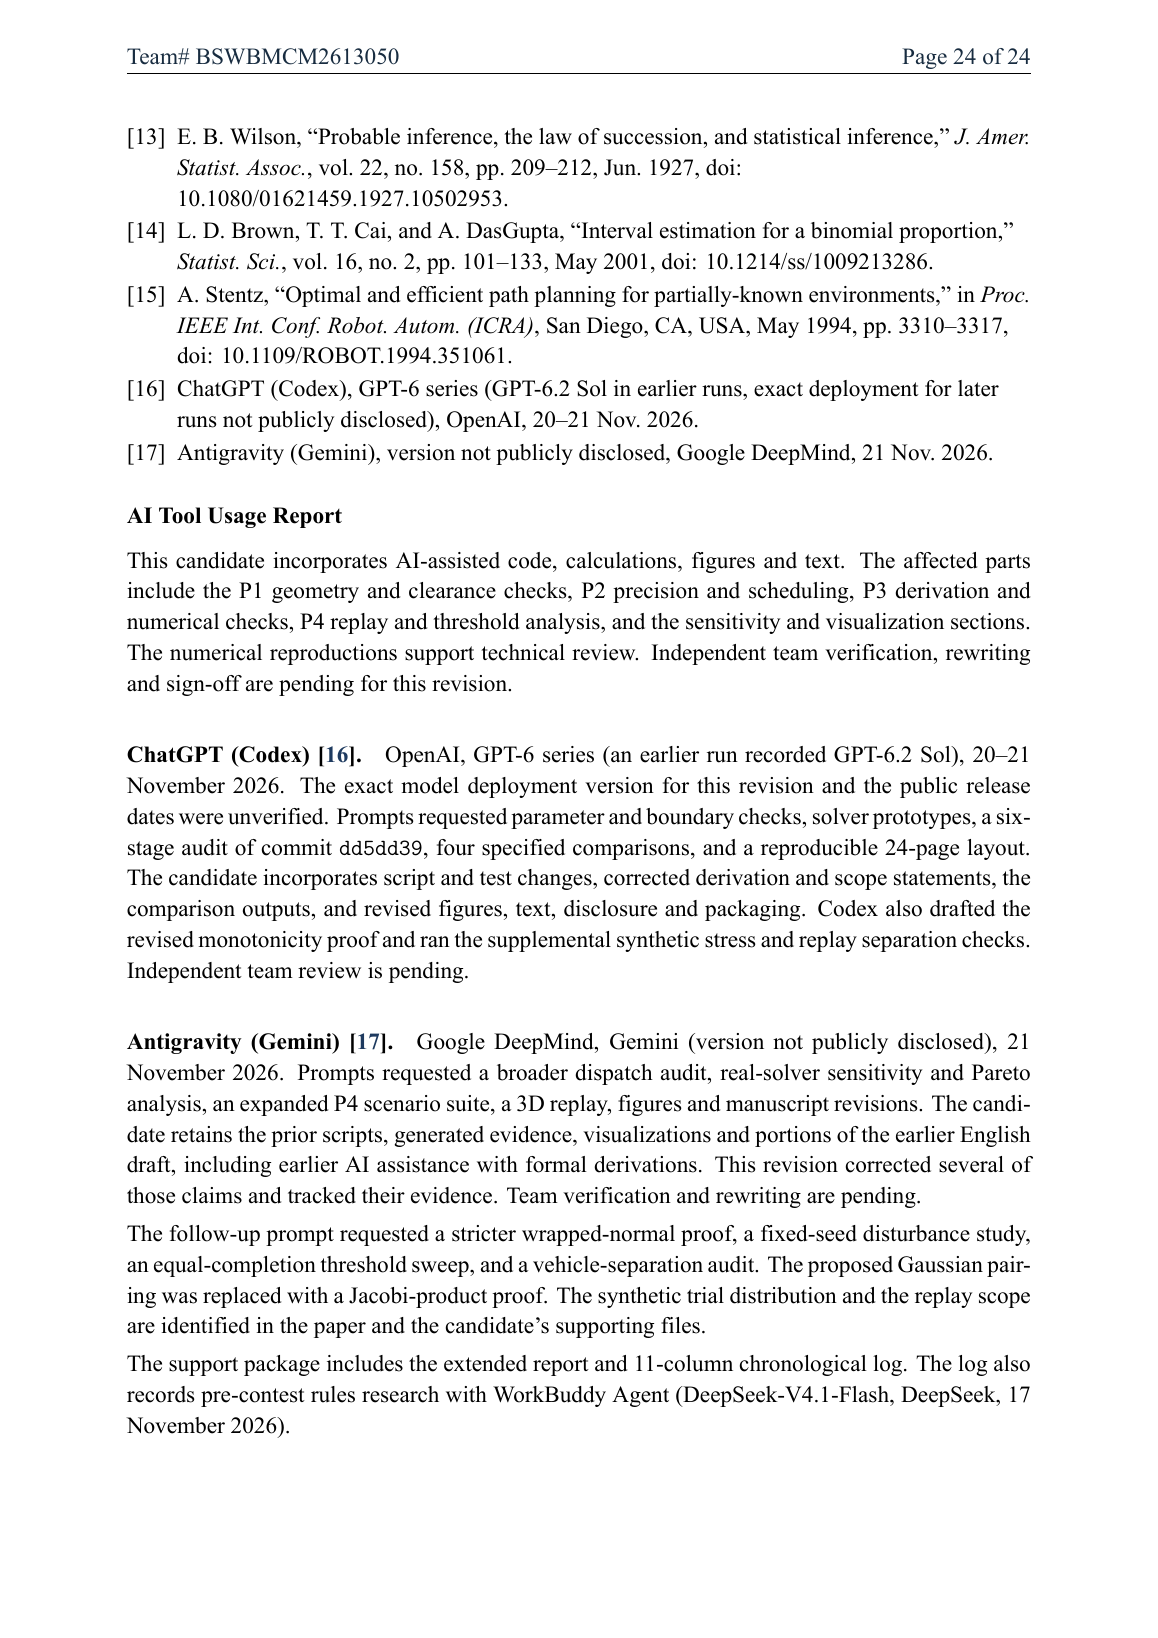 Team# BSWBMCM2613050 Page 24 of 24
[13] E. B. Wilson, “Probable inference, the law of succession, and statistical inference,” J. Amer.
Statist. Assoc., vol. 22, no. 158, pp. 209–212, Jun. 1927, doi:
10.1080/01621459.1927.10502953.
[14] L. D. Brown, T. T. Cai, and A. DasGupta, “Interval estimation for a binomial proportion,”
Statist. Sci., vol. 16, no. 2, pp. 101–133, May 2001, doi: 10.1214/ss/1009213286.
[15] A. Stentz, “Optimal and efficient path planning for partially-known environments,” in Proc.
IEEE Int. Conf. Robot. Autom. (ICRA), San Diego, CA, USA, May 1994, pp. 3310–3317,
doi: 10.1109/ROBOT.1994.351061.
[16] ChatGPT (Codex), GPT-6 series (GPT-6.2 Sol in earlier runs, exact deployment for later
runs not publicly disclosed), OpenAI, 20–21 Nov. 2026.
[17] Antigravity (Gemini), version not publicly disclosed, Google DeepMind, 21 Nov. 2026.
AI Tool Usage Report
This candidate incorporates AI-assisted code, calculations, figures and text. The affected parts
include the P1 geometry and clearance checks, P2 precision and scheduling, P3 derivation and
numerical checks, P4 replay and threshold analysis, and the sensitivity and visualization sections.
The numerical reproductions support technical review. Independent team verification, rewriting
and sign-off are pending for this revision.
ChatGPT (Codex) [16]. OpenAI, GPT-6 series (an earlier run recorded GPT-6.2 Sol), 20–21
November 2026. The exact model deployment version for this revision and the public release
dates were unverified. Prompts requested parameter and boundary checks, solver prototypes, a six-
stage audit of commit dd5dd39, four specified comparisons, and a reproducible 24-page layout.
The candidate incorporates script and test changes, corrected derivation and scope statements, the
comparison outputs, and revised figures, text, disclosure and packaging. Codex also drafted the
revised monotonicity proof and ran the supplemental synthetic stress and replay separation checks.
Independent team review is pending.
Antigravity (Gemini) [17]. Google DeepMind, Gemini (version not publicly disclosed), 21
November 2026. Prompts requested a broader dispatch audit, real-solver sensitivity and Pareto
analysis, an expanded P4 scenario suite, a 3D replay, figures and manuscript revisions. The candi-
date retains the prior scripts, generated evidence, visualizations and portions of the earlier English
draft, including earlier AI assistance with formal derivations. This revision corrected several of
those claims and tracked their evidence. Team verification and rewriting are pending.
The follow-up prompt requested a stricter wrapped-normal proof, a fixed-seed disturbance study,
an equal-completion threshold sweep, and a vehicle-separation audit. The proposed Gaussian pair-
ing was replaced with a Jacobi-product proof. The synthetic trial distribution and the replay scope
are identified in the paper and the candidate’s supporting files.
The support package includes the extended report and 11-column chronological log. The log also
records pre-contest rules research with WorkBuddy Agent (DeepSeek-V4.1-Flash, DeepSeek, 17
November 2026).